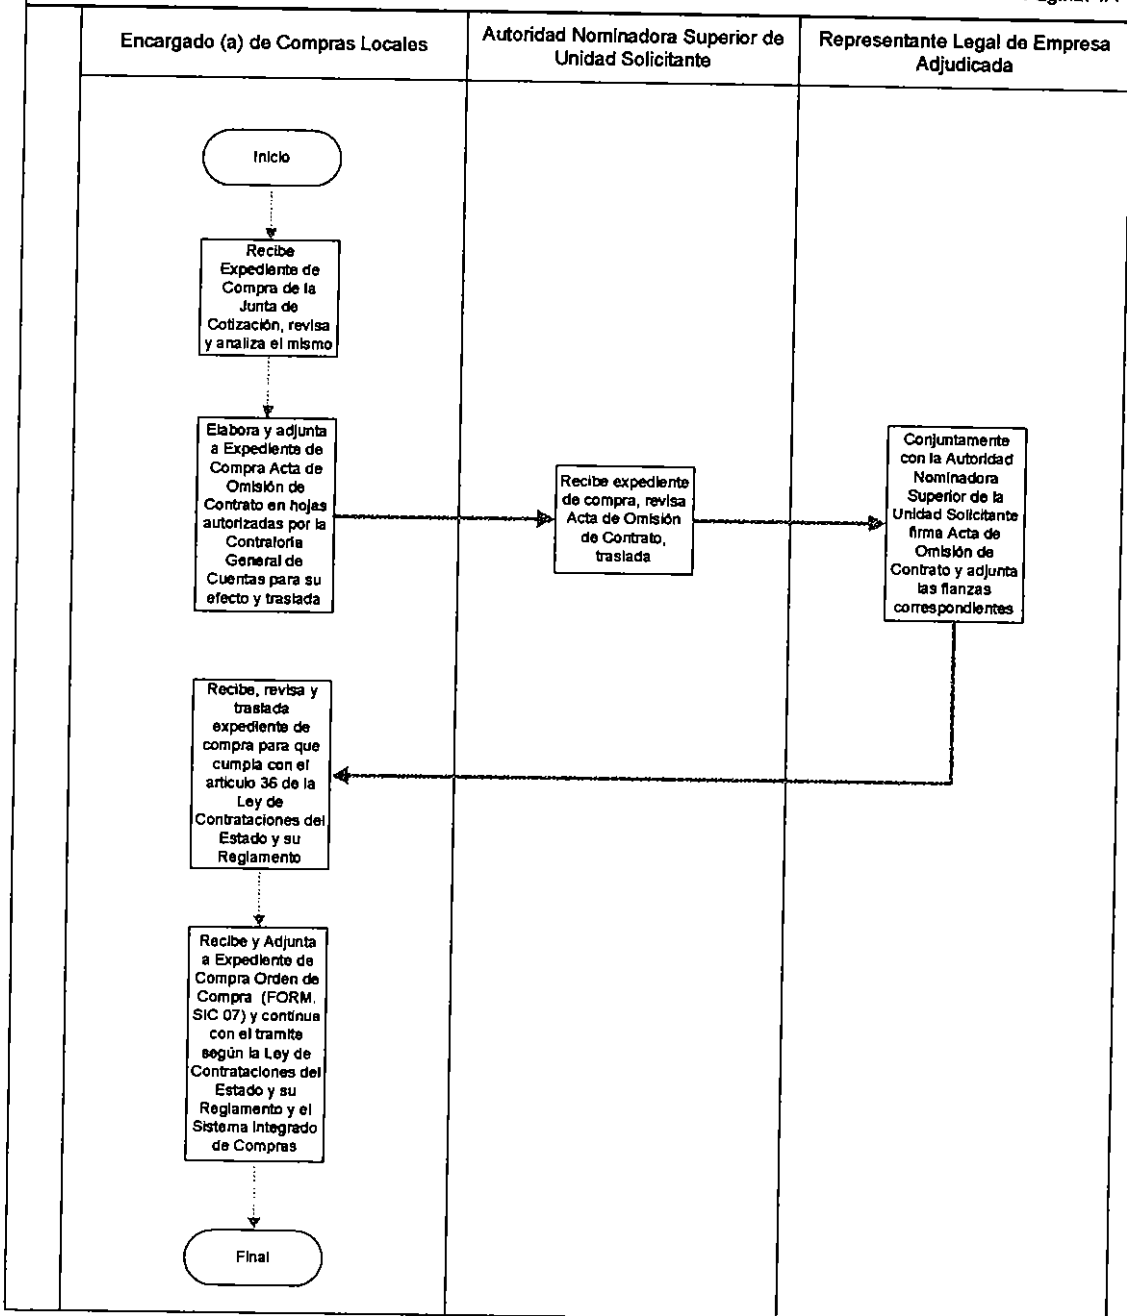 Encargado (a) de Compras Locales
Autoridad Nominadora Superior de
Unidad Solicitante
Representante Legal de Empresa
Adjudicada
Inicio
Recibe
Expediente de
Compra de la
Junta de
Cotización, revisa
y analiza el mismo
Elabora y adjunta
a Expediente de
Compra Acta de
Omisión de
Contrato en hojas
autorizadas por la
Contraloría
General de
Cuentas para su
efecto y traslada
Recibe expediente
de compra, revisa
Acta de Omisión
de Contrato,
traslada
Conjuntamente
con la Autoridad
Nominadora
Superior de la
Unidad Solicitante
firma Acta de
Omisión de
Contrato y adjunta
las fianzas
correspondientes
Recibe, revisa y
traslada
expediente de
compra para que
cumpla con el
articulo 36 de la
Ley de
Contrataciones del
Estado y su
Reglamento
Recibe y Adjunta
a Expediente de
Compra Orden de
Compra (FORM.
SIC 07) y continua
con el tramite
según la Ley de
Contrataciones del
Estado y su
Reglamento y el
Sistema Integrado
de Compras
Final